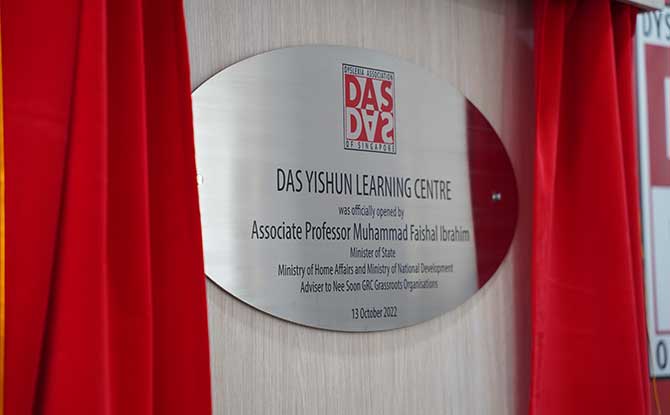 DYSLEXIA ASSOCIATION
DAS
DAS
OF SINGAPORE
DAS YISHUN LEARNING CENTRE
was officially opened by
Associate Professor Muhammad Faishal Ibrahim
Minister of State
Ministry of Home Affairs and Ministry of National Development
Adviser to Nee Soon GRC Grassroots Organisations
13 October 2022